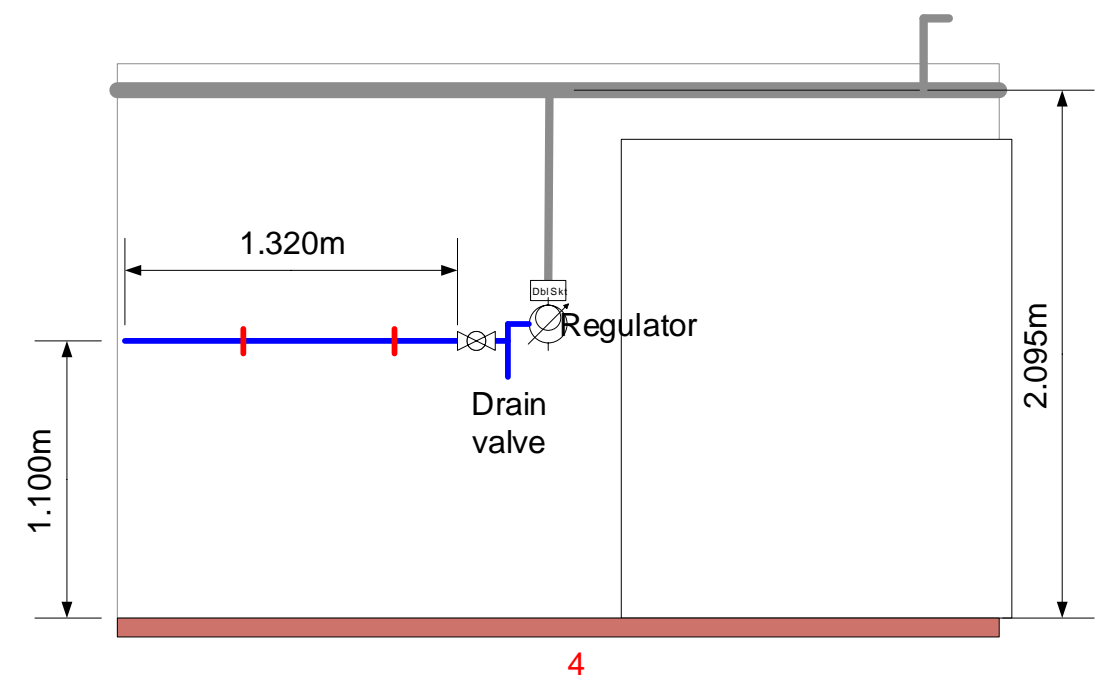 1.320m
Dbl Skt
Regulator
2.095m
Drain
valve
1.100m
4